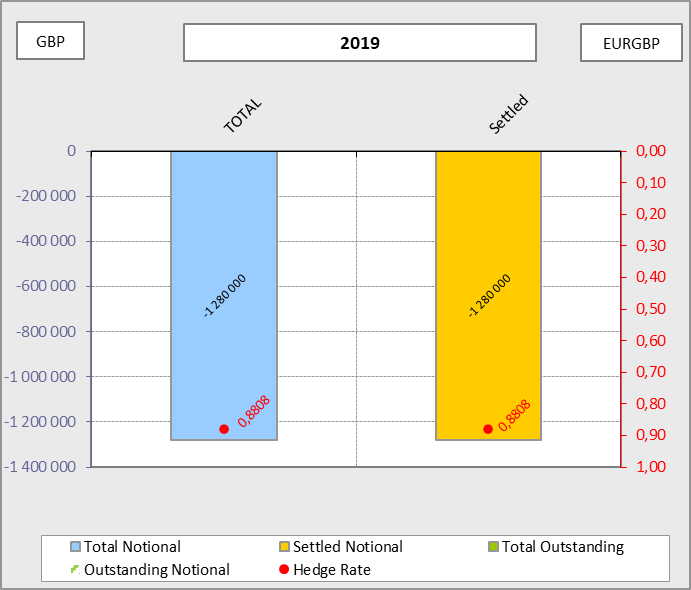 GBP
2019
EURGBP
TOTAL
Settled
0
-200 000
-400 000
-600 000
-800 000
-1 000 000
-1 200 000
-1 400 000
-1 280 000
-1 280 000
0,8808
0,8808
0,00
0,10
0,20
0,30
0,40
0,50
0,60
0,70
0,80
0,90
1,00
Total Notional
Settled Notional
Total Outstanding
Outstanding Notional
Hedge Rate